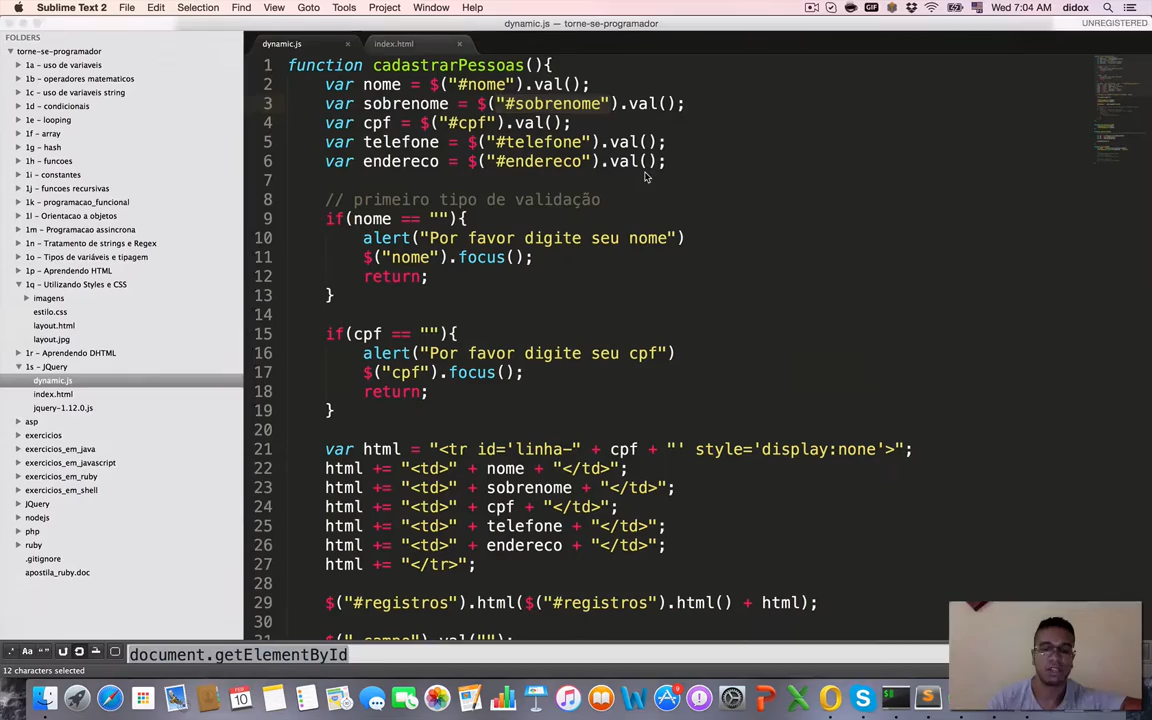 Sublime Text 2 File Edit Selection Find View Goto Tools Project Window Help Wed 7:04 AM didox
dynamic.js — torne-se-programador UNREGISTERED
FOLDERS
torne-se-programador
1a - uso de variaveis
1b - operadores matematicos
1c - uso de variaveis string
1d - condicionais
1e - looping
1f - array
1g - hash
1h - funcoes
1i - constantes
1j - funcoes recursivas
1k - programacao_funcional
1l - Orientacao a objetos
1m - Programacao assincrona
1n - Tratamento de strings e Regex
1o - Tipos de variáveis e tipagem
1p - Aprendendo HTML
1q - Utilizando Styles e CSS
imagens
estilo.css
layout.html
layout.jpg
1r - Aprendendo DHTML
1s - JQuery
dynamic.js
index.html
jquery-1.12.0.js
asp
exercicios
exercicios_em_java
exercicios_em_javascript
exercicios_em_ruby
exercicios_em_shell
jQuery
nodejs
php
ruby
.gitignore
apostila_ruby.doc
dynamic.js index.html
1 function cadastrarPessoas(){
2 var nome = $("#nome").val();
3 var sobrenome = $("#sobrenome").val();
4 var cpf = $("#cpf").val();
5 var telefone = $("#telefone").val();
6 var endereco = $("#endereco").val();
7
8 // primeiro tipo de validação
9 if(nome == ""){
10 alert("Por favor digite seu nome")
11 $("nome").focus();
12 return;
13 }
14
15 if(cpf == ""){
16 alert("Por favor digite seu cpf")
17 $("cpf").focus();
18 return;
19 }
20
21 var html = "<tr id='linha-" + cpf + "' style='display:none'>";
22 html += "<td>" + nome + "</td>";
23 html += "<td>" + sobrenome + "</td>";
24 html += "<td>" + cpf + "</td>";
25 html += "<td>" + telefone + "</td>";
26 html += "<td>" + endereco + "</td>";
27 html += "</tr>";
28
29 $("#registros").html($("#registros").html() + html);
30
31 $(".campo").val("");
document.getElementById
12 characters selected